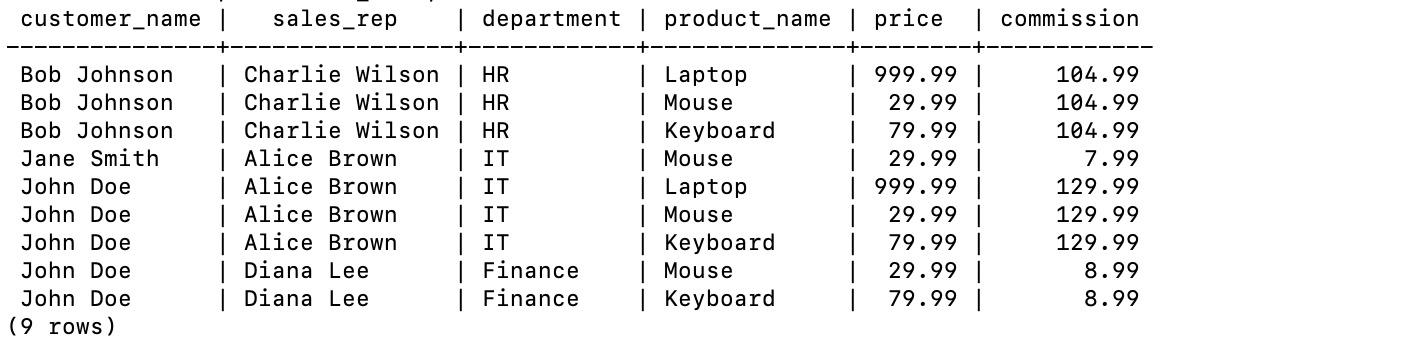 customer_name |   sales_rep    | department | product_name | price  | commission
---------------+----------------+------------+--------------+--------+------------
 Bob Johnson   | Charlie Wilson | HR         | Laptop       | 999.99 |     104.99
 Bob Johnson   | Charlie Wilson | HR         | Mouse        |  29.99 |     104.99
 Bob Johnson   | Charlie Wilson | HR         | Keyboard     |  79.99 |     104.99
 Jane Smith    | Alice Brown    | IT         | Mouse        |  29.99 |       7.99
 John Doe      | Alice Brown    | IT         | Laptop       | 999.99 |     129.99
 John Doe      | Alice Brown    | IT         | Mouse        |  29.99 |     129.99
 John Doe      | Alice Brown    | IT         | Keyboard     |  79.99 |     129.99
 John Doe      | Diana Lee      | Finance    | Mouse        |  29.99 |       8.99
 John Doe      | Diana Lee      | Finance    | Keyboard     |  79.99 |       8.99
(9 rows)